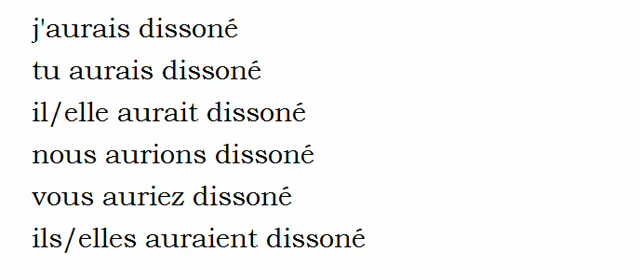 j'aurais dissoné
tu aurais dissoné
il/elle aurait dissoné
nous aurions dissoné
vous auriez dissoné
ils/elles auraient dissoné